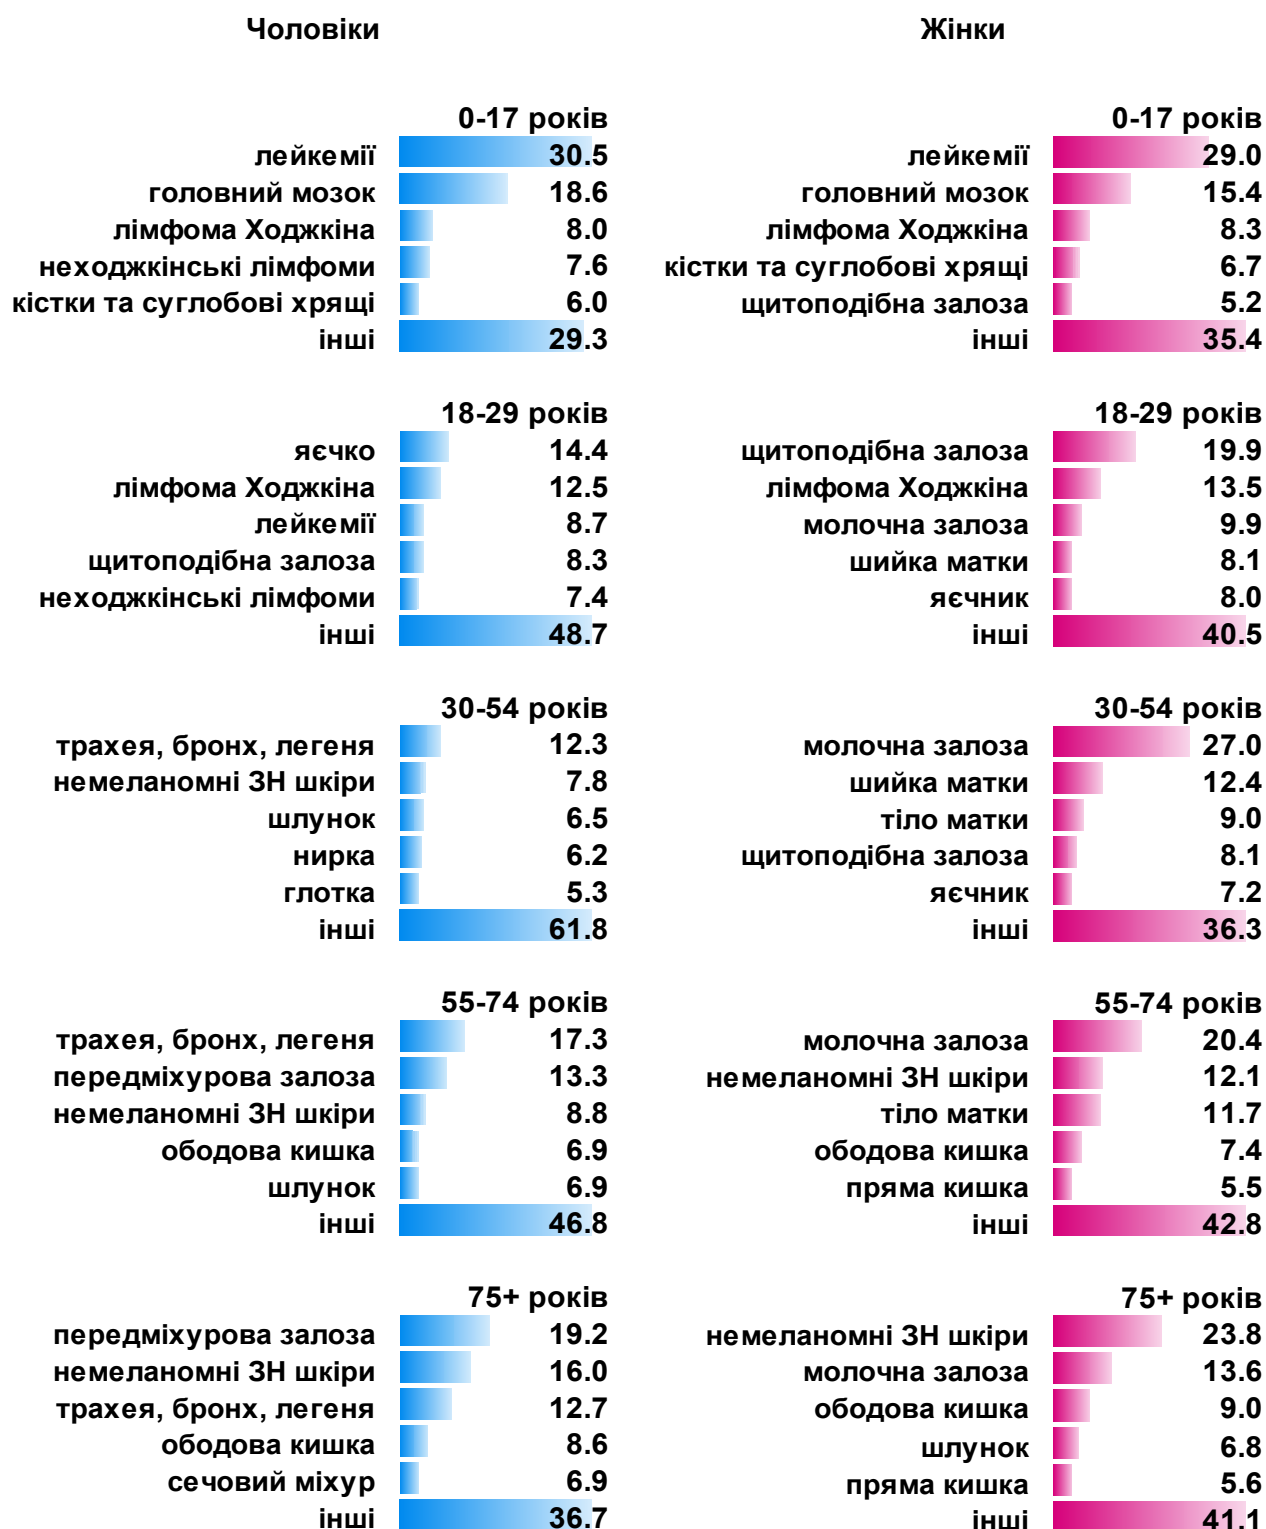 Чоловіки
0-17 років
лейкемії 30.5
головний мозок 18.6
лімфома Ходжкіна 8.0
неходжкінські лімфоми 7.6
кістки та суглобові хрящі 6.0
інші 29.3
18-29 років
яєчко 14.4
лімфома Ходжкіна 12.5
лейкемії 8.7
щитоподібна залоза 8.3
неходжкінські лімфоми 7.4
інші 48.7
30-54 років
трахея, бронх, легеня 12.3
немеланомні ЗН шкіри 7.8
шлунок 6.5
нирка 6.2
глотка 5.3
інші 61.8
55-74 років
трахея, бронх, легеня 17.3
передміхурова залоза 13.3
немеланомні ЗН шкіри 8.8
ободова кишка 6.9
шлунок 6.9
інші 46.8
75+ років
передміхурова залоза 19.2
немеланомні ЗН шкіри 16.0
трахея, бронх, легеня 12.7
ободова кишка 8.6
сечовий міхур 6.9
інші 36.7
Жінки
0-17 років
лейкемії 29.0
головний мозок 15.4
лімфома Ходжкіна 8.3
кістки та суглобові хрящі 6.7
щитоподібна залоза 5.2
інші 35.4
18-29 років
щитоподібна залоза 19.9
лімфома Ходжкіна 13.5
молочна залоза 9.9
шийка матки 8.1
яєчник 8.0
інші 40.5
30-54 років
молочна залоза 27.0
шийка матки 12.4
тіло матки 9.0
щитоподібна залоза 8.1
яєчник 7.2
інші 36.3
55-74 років
молочна залоза 20.4
немеланомні ЗН шкіри 12.1
тіло матки 11.7
ободова кишка 7.4
пряма кишка 5.5
інші 42.8
75+ років
немеланомні ЗН шкіри 23.8
молочна залоза 13.6
ободова кишка 9.0
шлунок 6.8
пряма кишка 5.6
інші 41.1